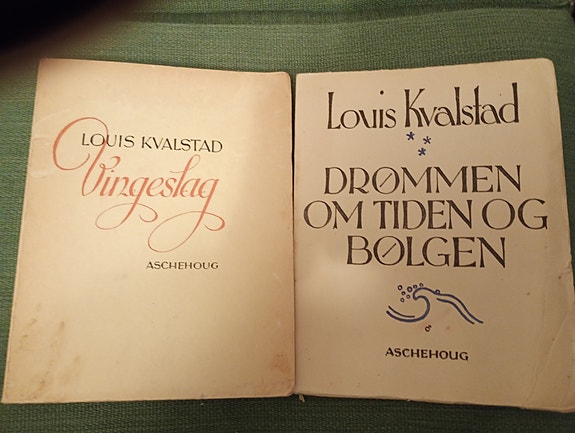 LOUIS KVALSTAD
Vingeslag
ASCHEHOUG
Louis Kvalstad
DRØMMEN
OM TIDEN OG
BØLGEN
ASCHEHOUG